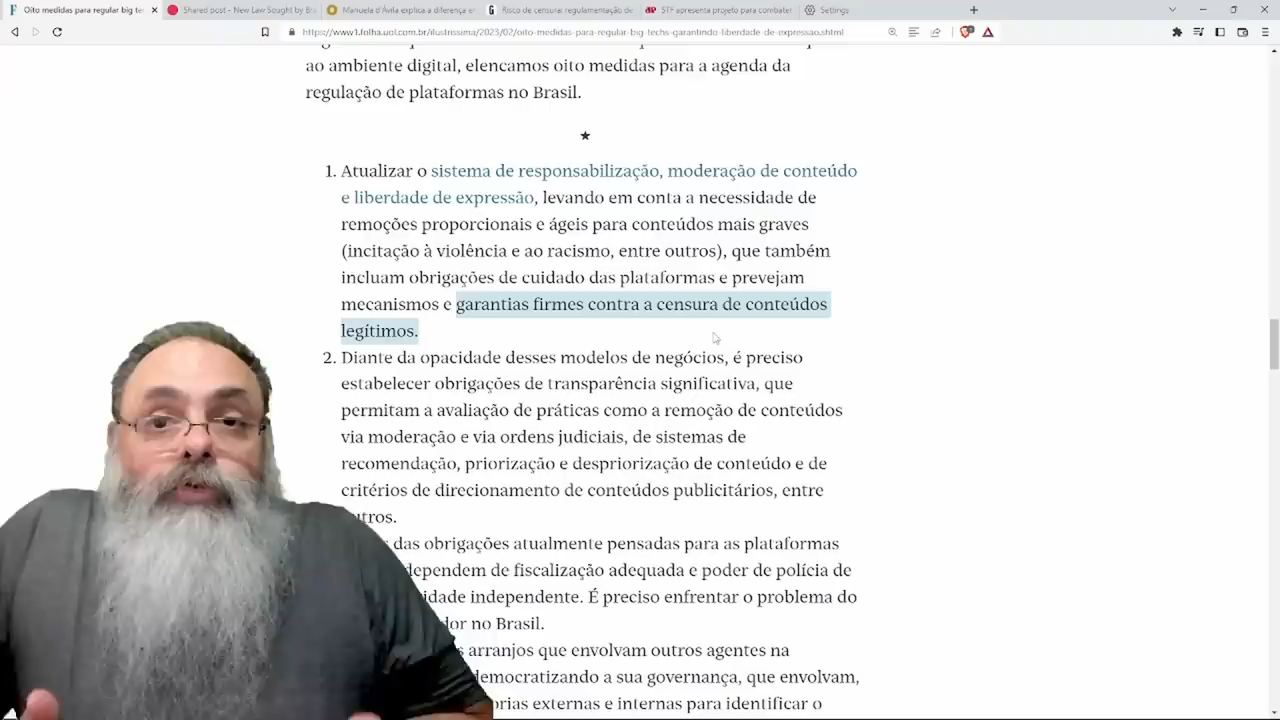 Oito medidas para regular big te
Shared post - New Law Sought by Br
Manuela d'Ávila explica a diferença e
Risco de censura: regulamentação de
STF apresenta projeto para combater
Settings
https://www1.folha.uol.com.br/ilustrissima/2023/02/oito-medidas-para-regular-big-techs-garantindo-liberdade-de-expressao.shtml
ao ambiente digital, elencamos oito medidas para a agenda da
regulação de plataformas no Brasil.
★
1. Atualizar o sistema de responsabilização, moderação de conteúdo
e liberdade de expressão, levando em conta a necessidade de
remoções proporcionais e ágeis para conteúdos mais graves
(incitação à violência e ao racismo, entre outros), que também
incluam obrigações de cuidado das plataformas e prevejam
mecanismos e garantias firmes contra a censura de conteúdos
legítimos.
2. Diante da opacidade desses modelos de negócios, é preciso
estabelecer obrigações de transparência significativa, que
permitam a avaliação de práticas como a remoção de conteúdos
via moderação e via ordens judiciais, de sistemas de
recomendação, priorização e despriorização de conteúdo e de
critérios de direcionamento de conteúdos publicitários, entre
outros.
das obrigações atualmente pensadas para as plataformas
dependem de fiscalização adequada e poder de polícia de
idade independente. É preciso enfrentar o problema do
dor no Brasil.
s arranjos que envolvam outros agentes na
democratizando a sua governança, que envolvam,
orias externas e internas para identificar o